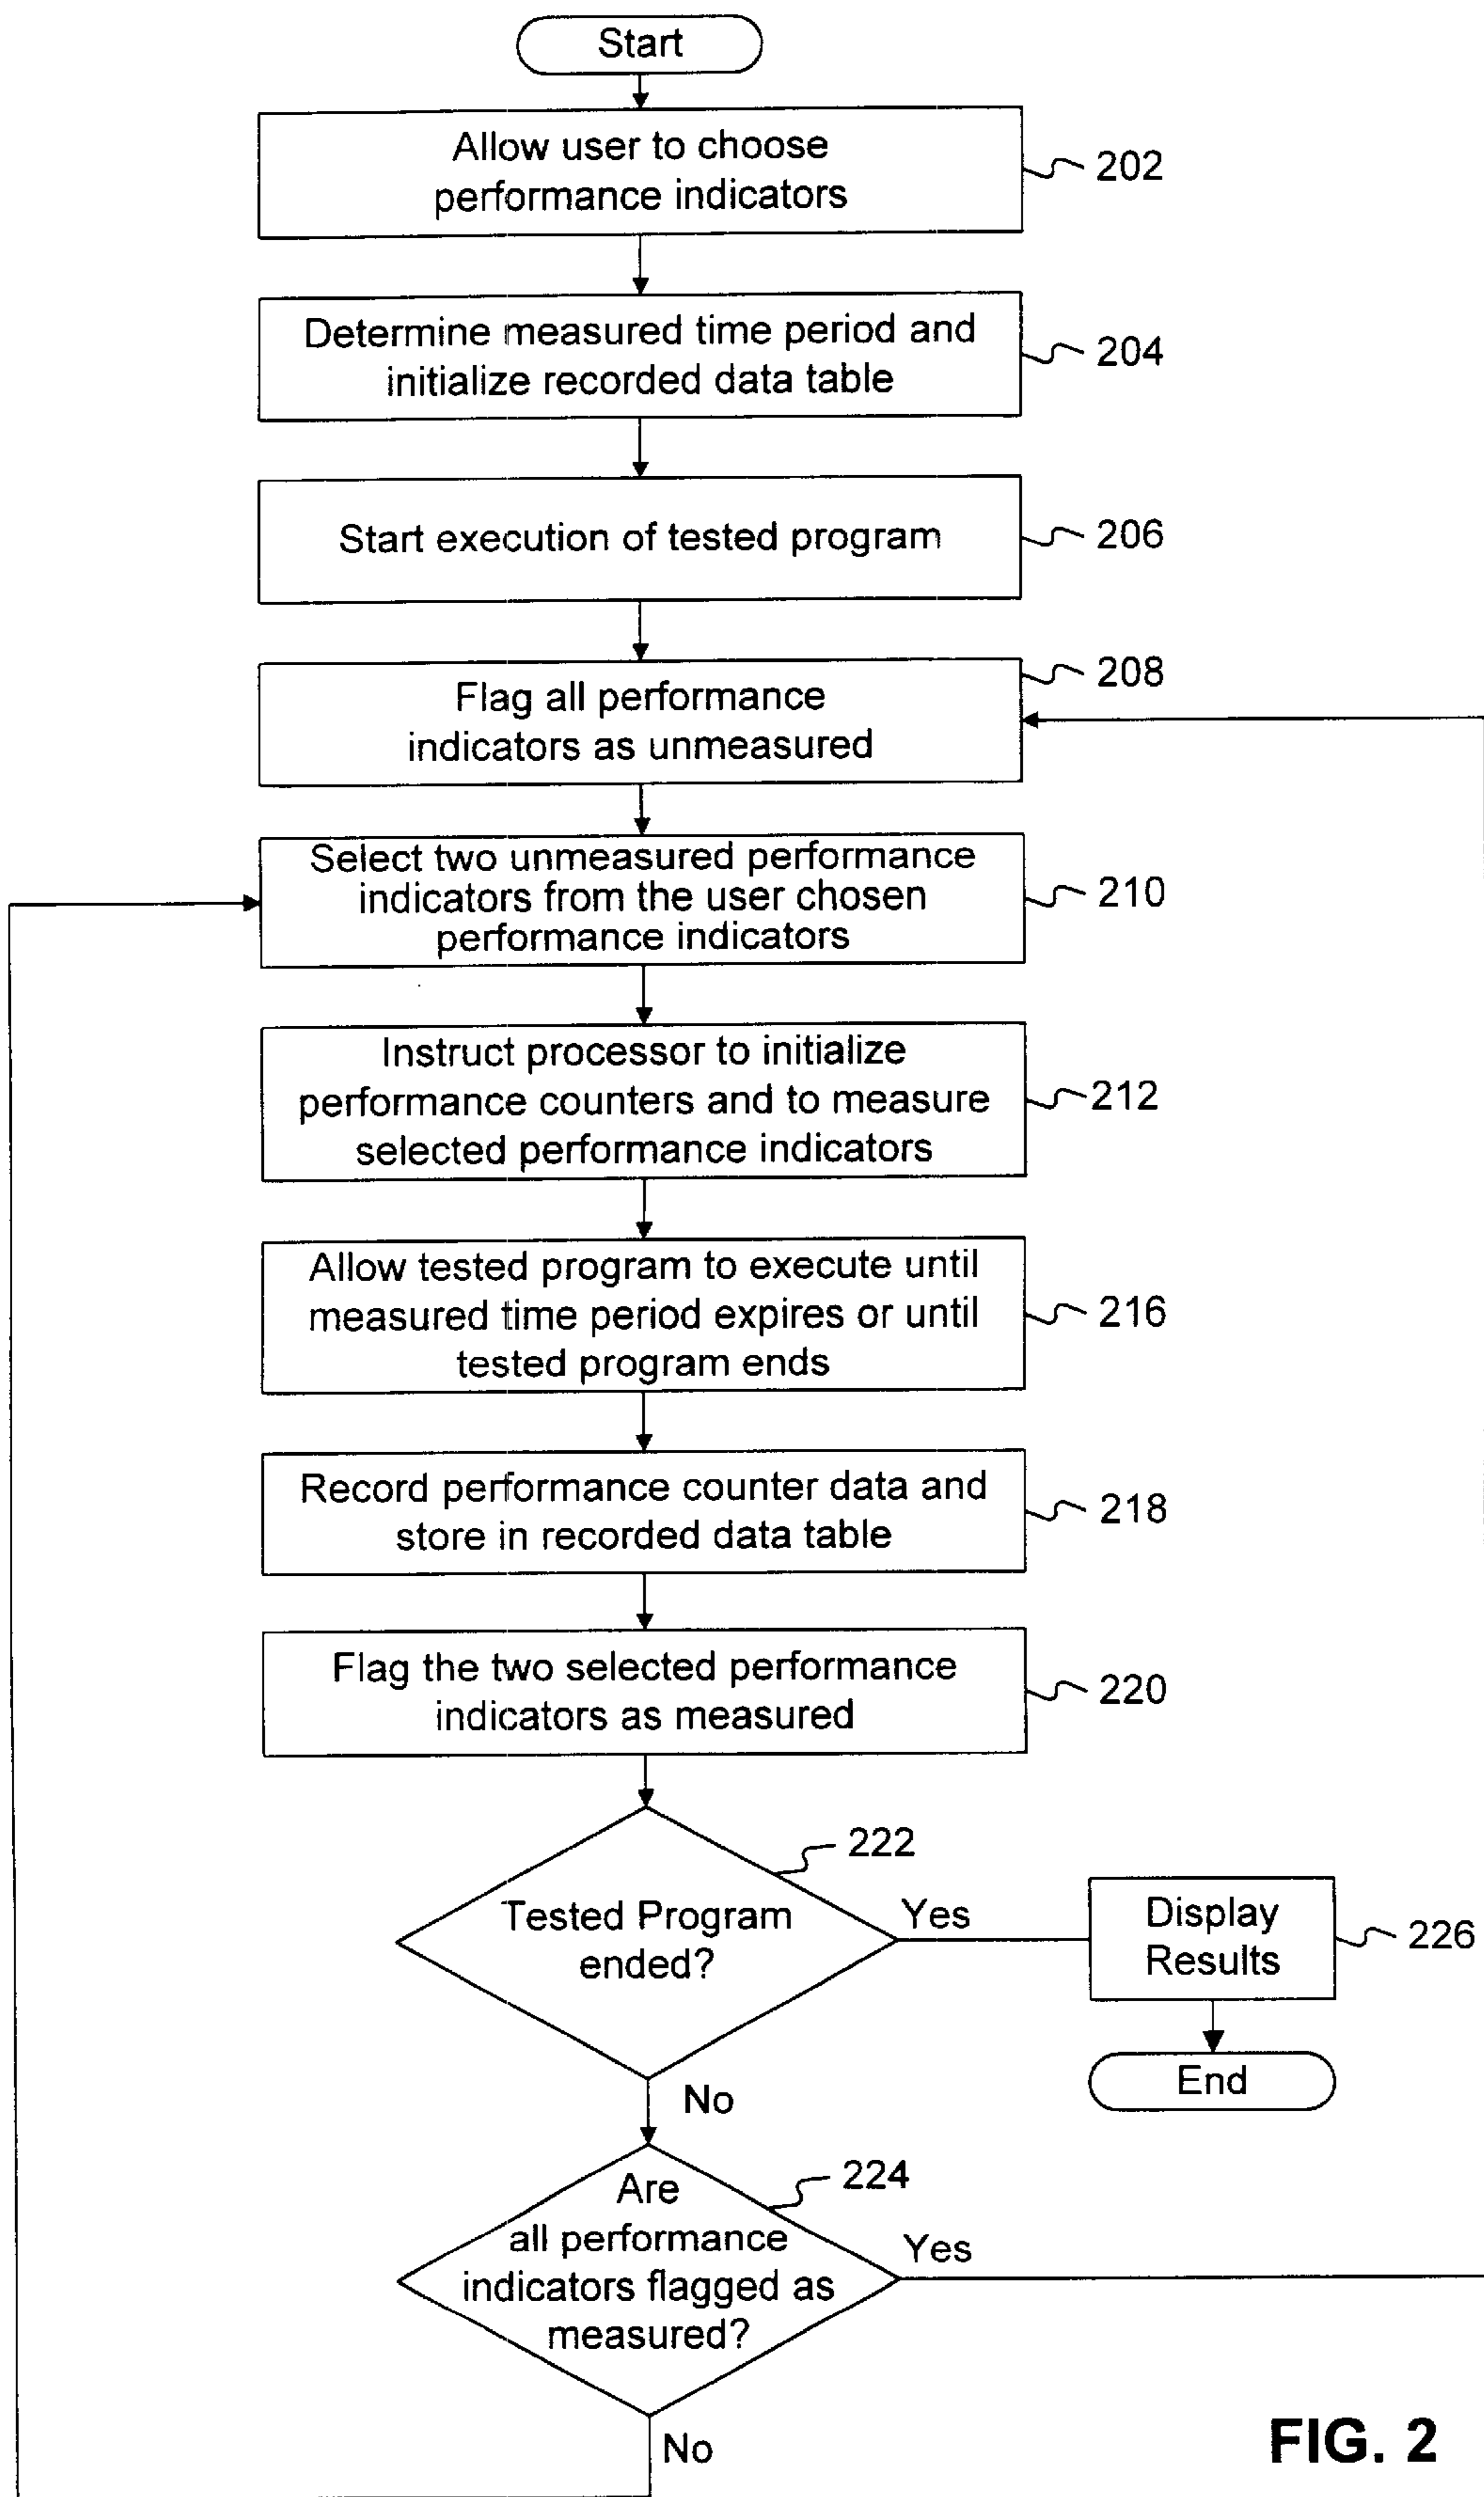 Start
Allow user to choose
performance indicators
202
Determine measured time period and
initialize recorded data table
204
Start execution of tested program
206
Flag all performance
indicators as unmeasured
208
Select two unmeasured performance
indicators from the user chosen
performance indicators
210
Instruct processor to initialize
performance counters and to measure
selected performance indicators
212
Allow tested program to execute until
measured time period expires or until
tested program ends
216
Record performance counter data and
store in recorded data table
218
Flag the two selected performance
indicators as measured
220
222
Tested Program
ended?
Yes
Display
Results
226
End
No
224
Are
all performance
indicators flagged as
measured?
Yes
No
FIG. 2